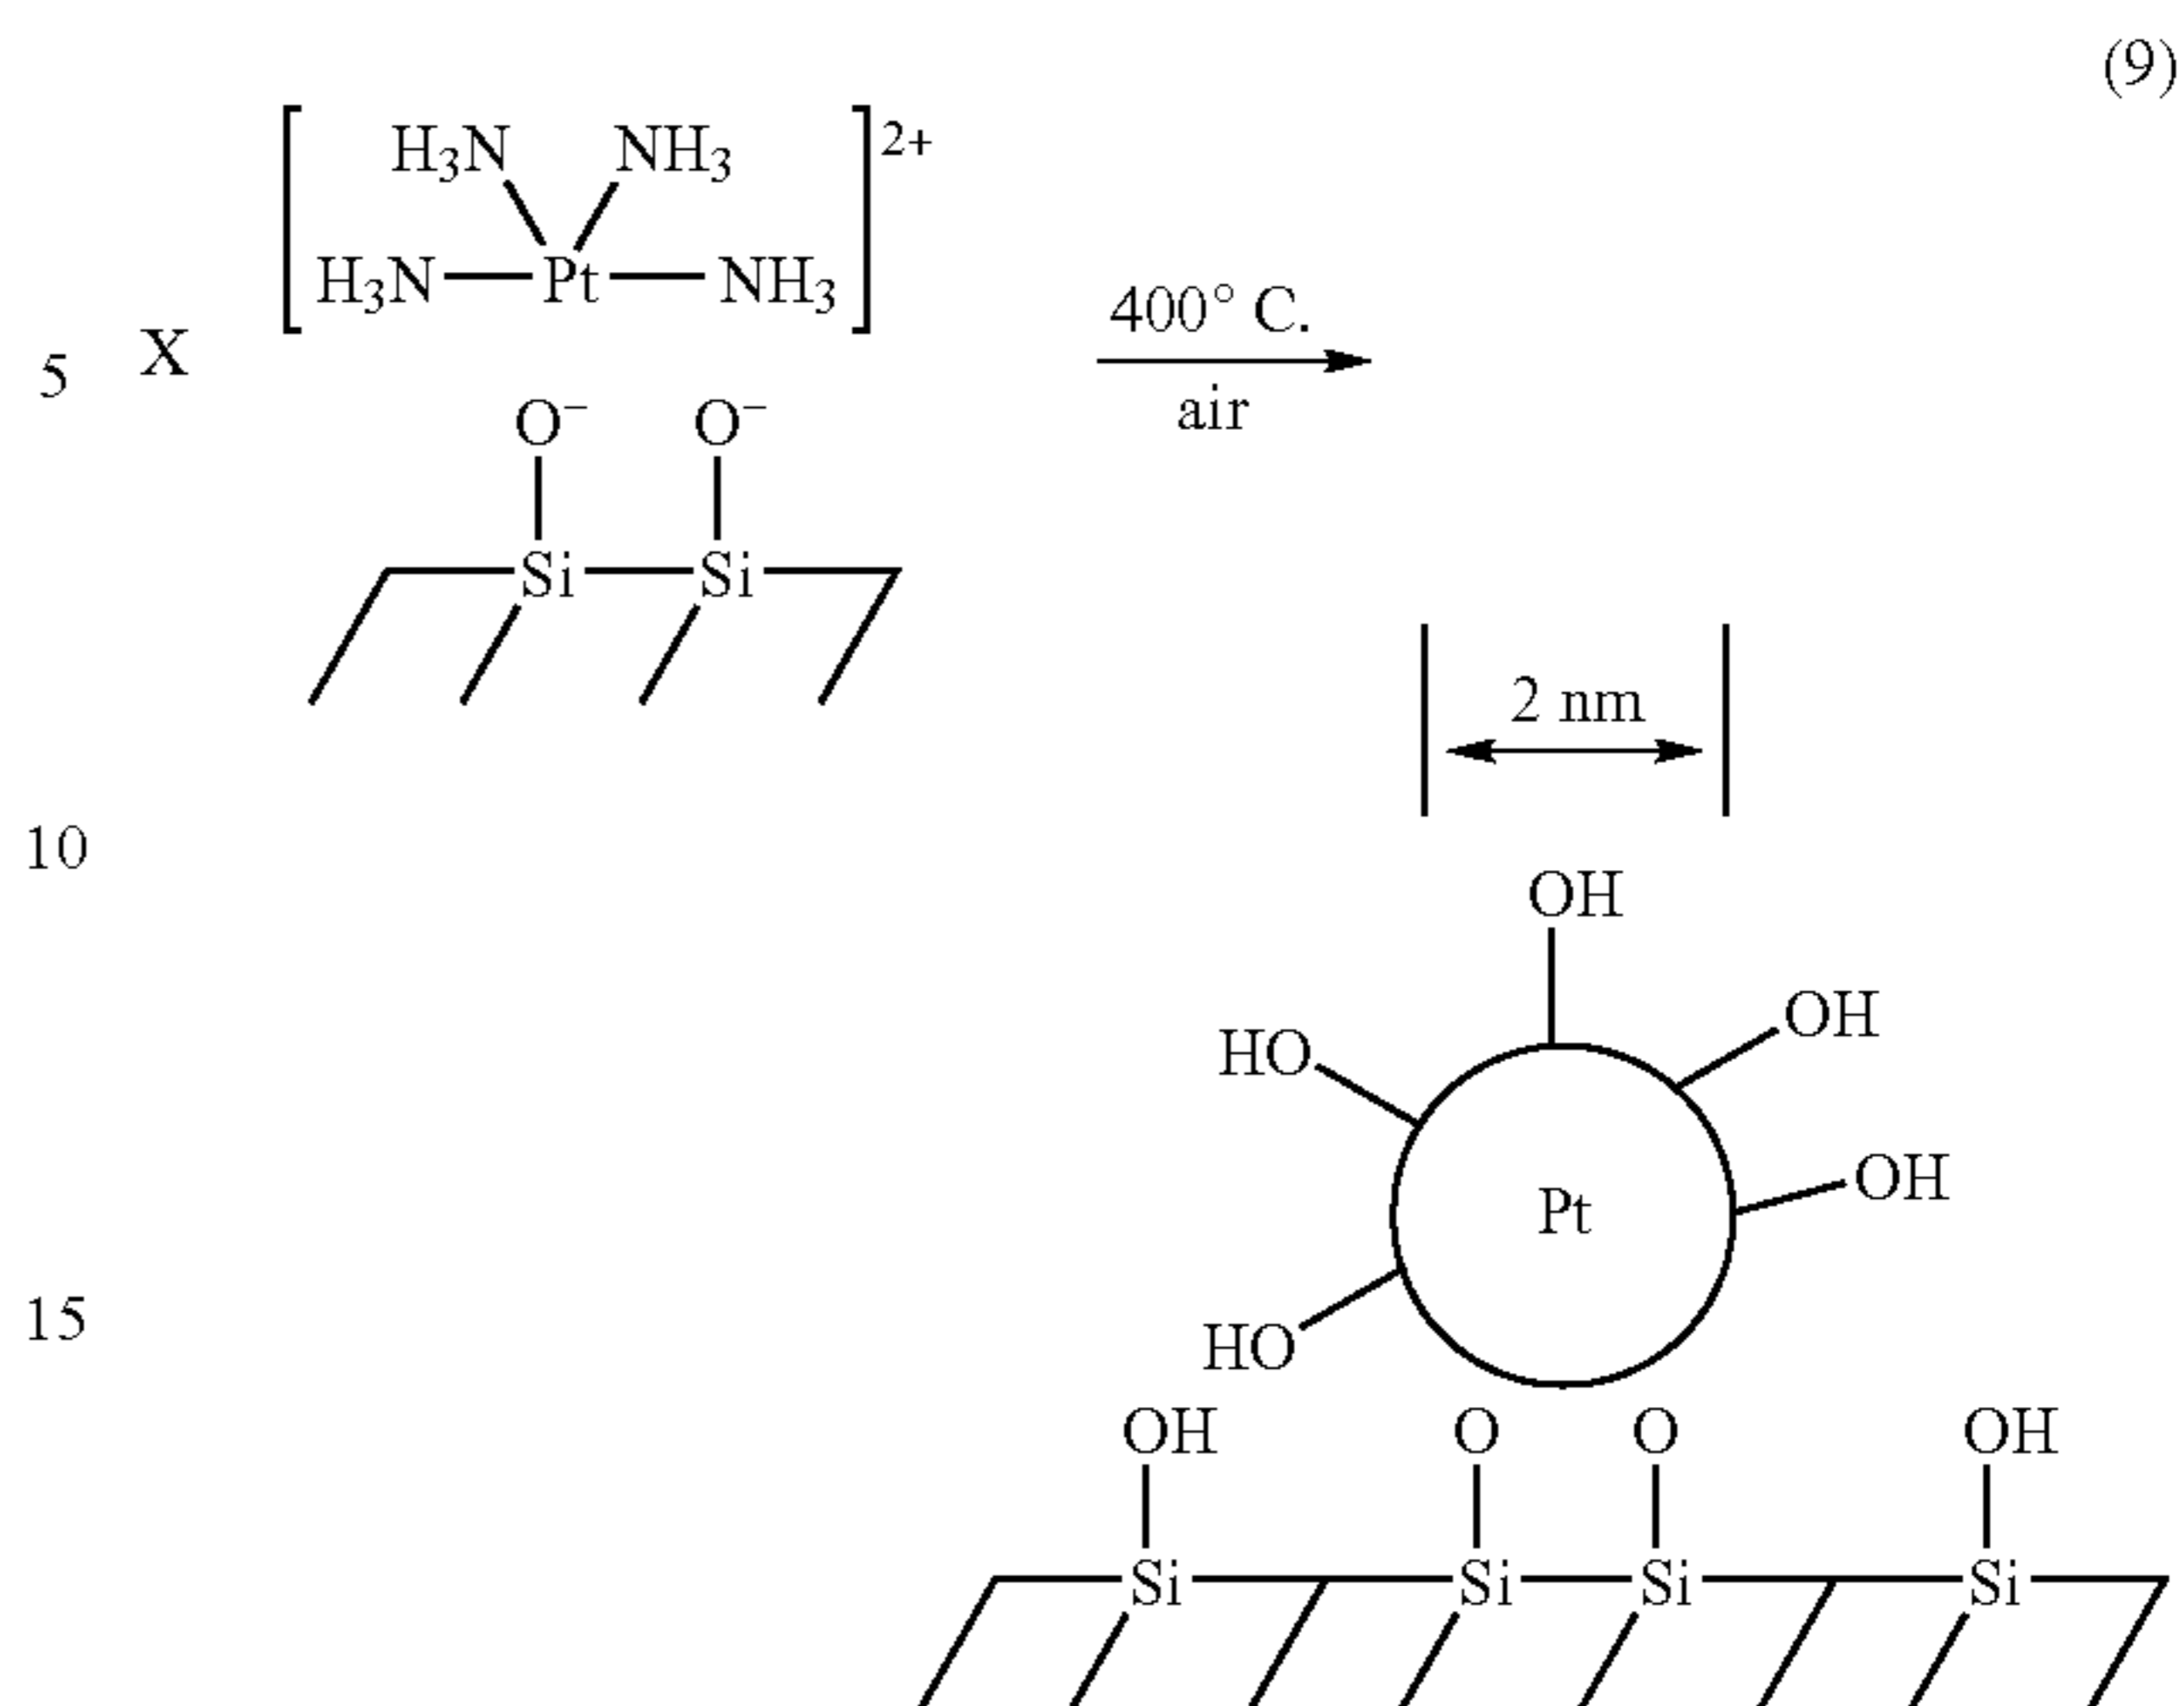 (9)
[H3N NH3 ]2+
H3N Pt NH3
5 X
400° C.
air
O− O−
Si Si
2 nm
10
OH
HO OH
Pt OH
15
HO
OH O O OH
Si Si Si Si